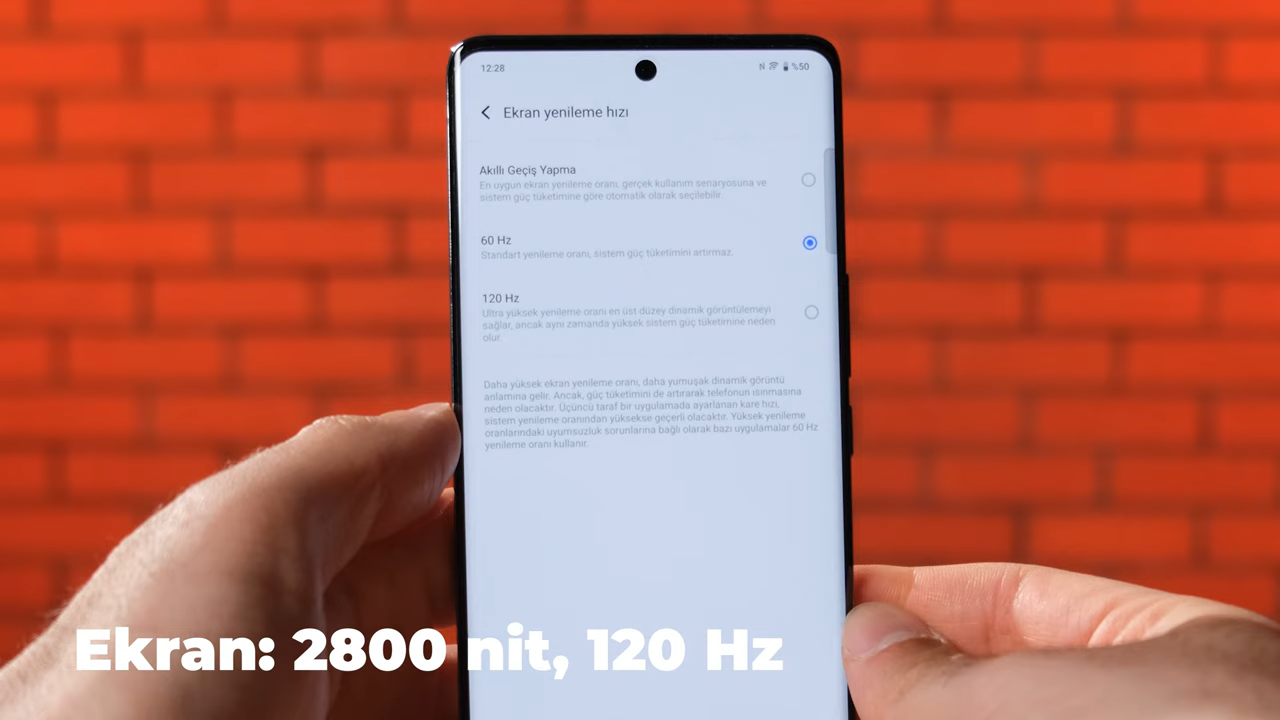 12:28
%50
Ekran yenileme hızı
Akıllı Geçiş Yapma
En uygun ekran yenileme oranı, gerçek kullanım senaryosuna ve
sistem güç tüketimine göre otomatik olarak seçilebilir.
60 Hz
Standart yenileme oranı, sistem güç tüketimini artırmaz.
120 Hz
Ultra yüksek yenileme oranı en üst düzey dinamik görüntülemeyi
sağlar, ancak aynı zamanda yüksek sistem güç tüketimine neden
olur.
Daha yüksek ekran yenileme oranı, daha yumuşak dinamik görüntü
anlamına gelir. Ancak, güç tüketimini de artırarak telefonun ısınmasına
neden olacaktır. Üçüncü taraf bir uygulamada ayarlanan kare hızı,
sistem yenileme oranından yüksekse geçerli olacaktır. Yüksek yenileme
oranlarındaki uyumsuzluk sorunlarına bağlı olarak bazı uygulamalar 60 Hz
yenileme oranı kullanır.
Ekran: 2800 nit, 120 Hz